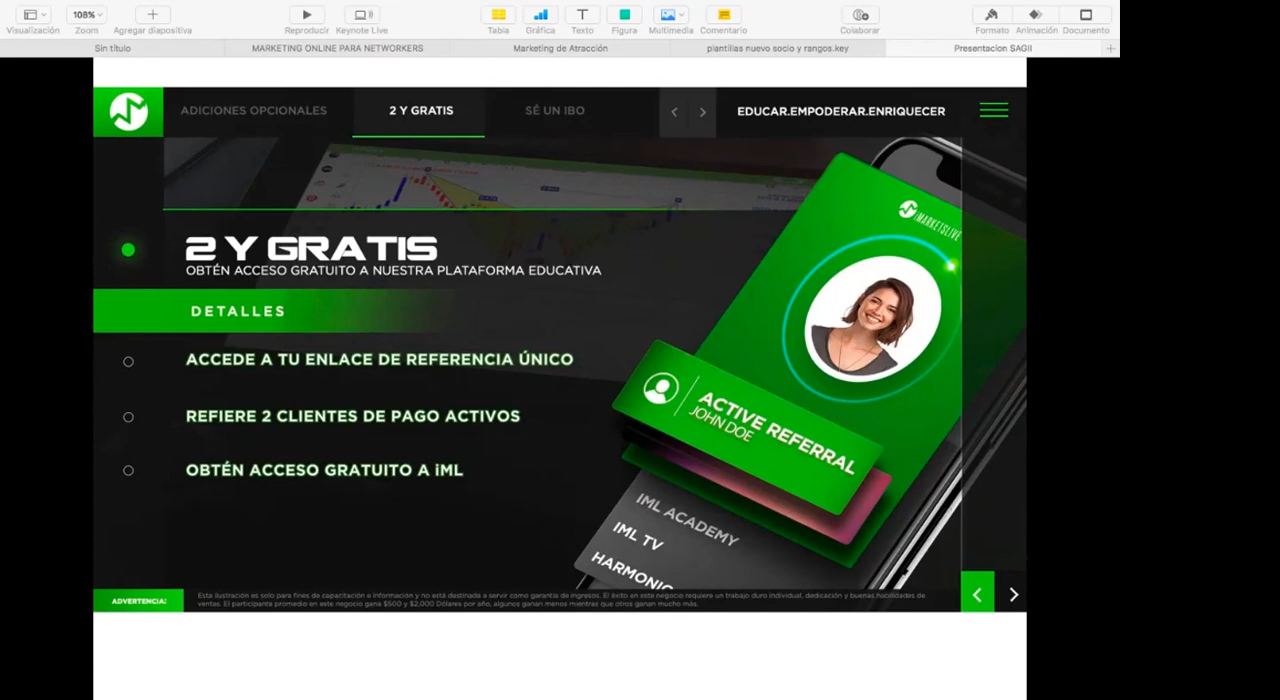 108%
Visualización
Zoom
Agregar diapositiva
Reproducir
Keynote Live
Tabla
Gráfica
Texto
Figura
Multimedia
Comentario
Colaborar
Formato
Animación
Documento
Sin título
MARKETING ONLINE PARA NETWORKERS
Marketing de Atracción
plantillas nuevo socio y rangos.key
Presentacion SAGII
ADICIONES OPCIONALES
2 Y GRATIS
SÉ UN IBO
EDUCAR.EMPODERAR.ENRIQUECER
iMARKETSLIVE
2 Y GRATIS
OBTÉN ACCESO GRATUITO A NUESTRA PLATAFORMA EDUCATIVA
DETALLES
ACCEDE A TU ENLACE DE REFERENCIA ÚNICO
REFIERE 2 CLIENTES DE PAGO ACTIVOS
OBTÉN ACCESO GRATUITO A iML
ACTIVE REFERRAL
JOHN DOE
IML ACADEMY
IML TV
HARMONIC
ADVERTENCIA:
Esta ilustración es solo para fines de capacitación e información y no está destinada a servir como garantía de ingresos. El éxito en este negocio requiere un trabajo duro individual, dedicación y buenas habilidades de
ventas. El participante promedio en este negocio gana $500 y $2,000 Dólares por año, algunos ganan menos mientras que otros ganan mucho más.